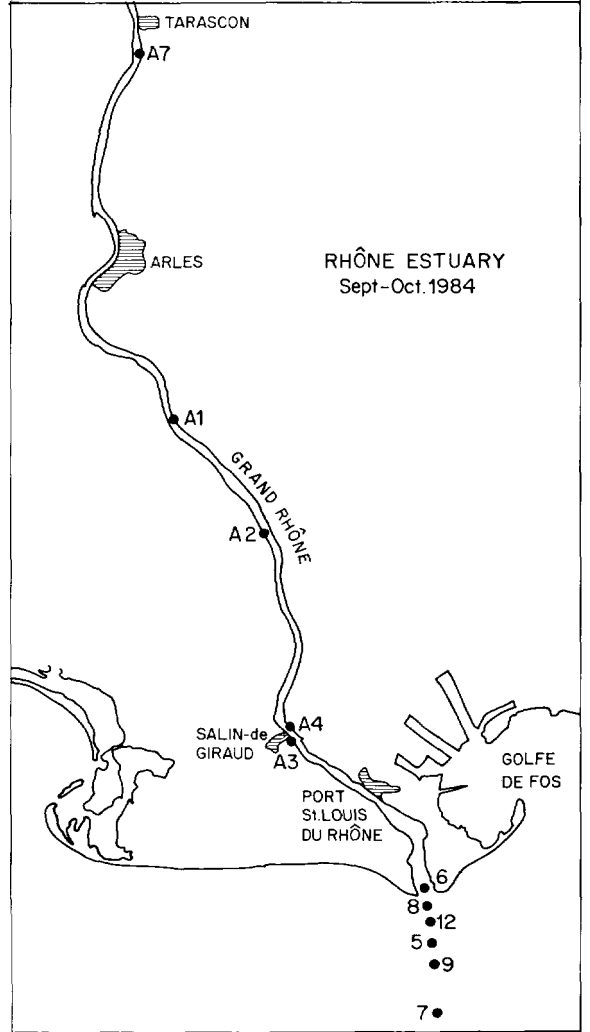 TARASCON
A7
ARLES
RHÔNE ESTUARY
Sept-Oct. 1984
A1
GRAND RHÔNE
A2
A4
SALIN-de
GIRAUD
A3
GOLFE
DE FOS
PORT
St. LOUIS
DU RHÔNE
6
8
12
5
9
7